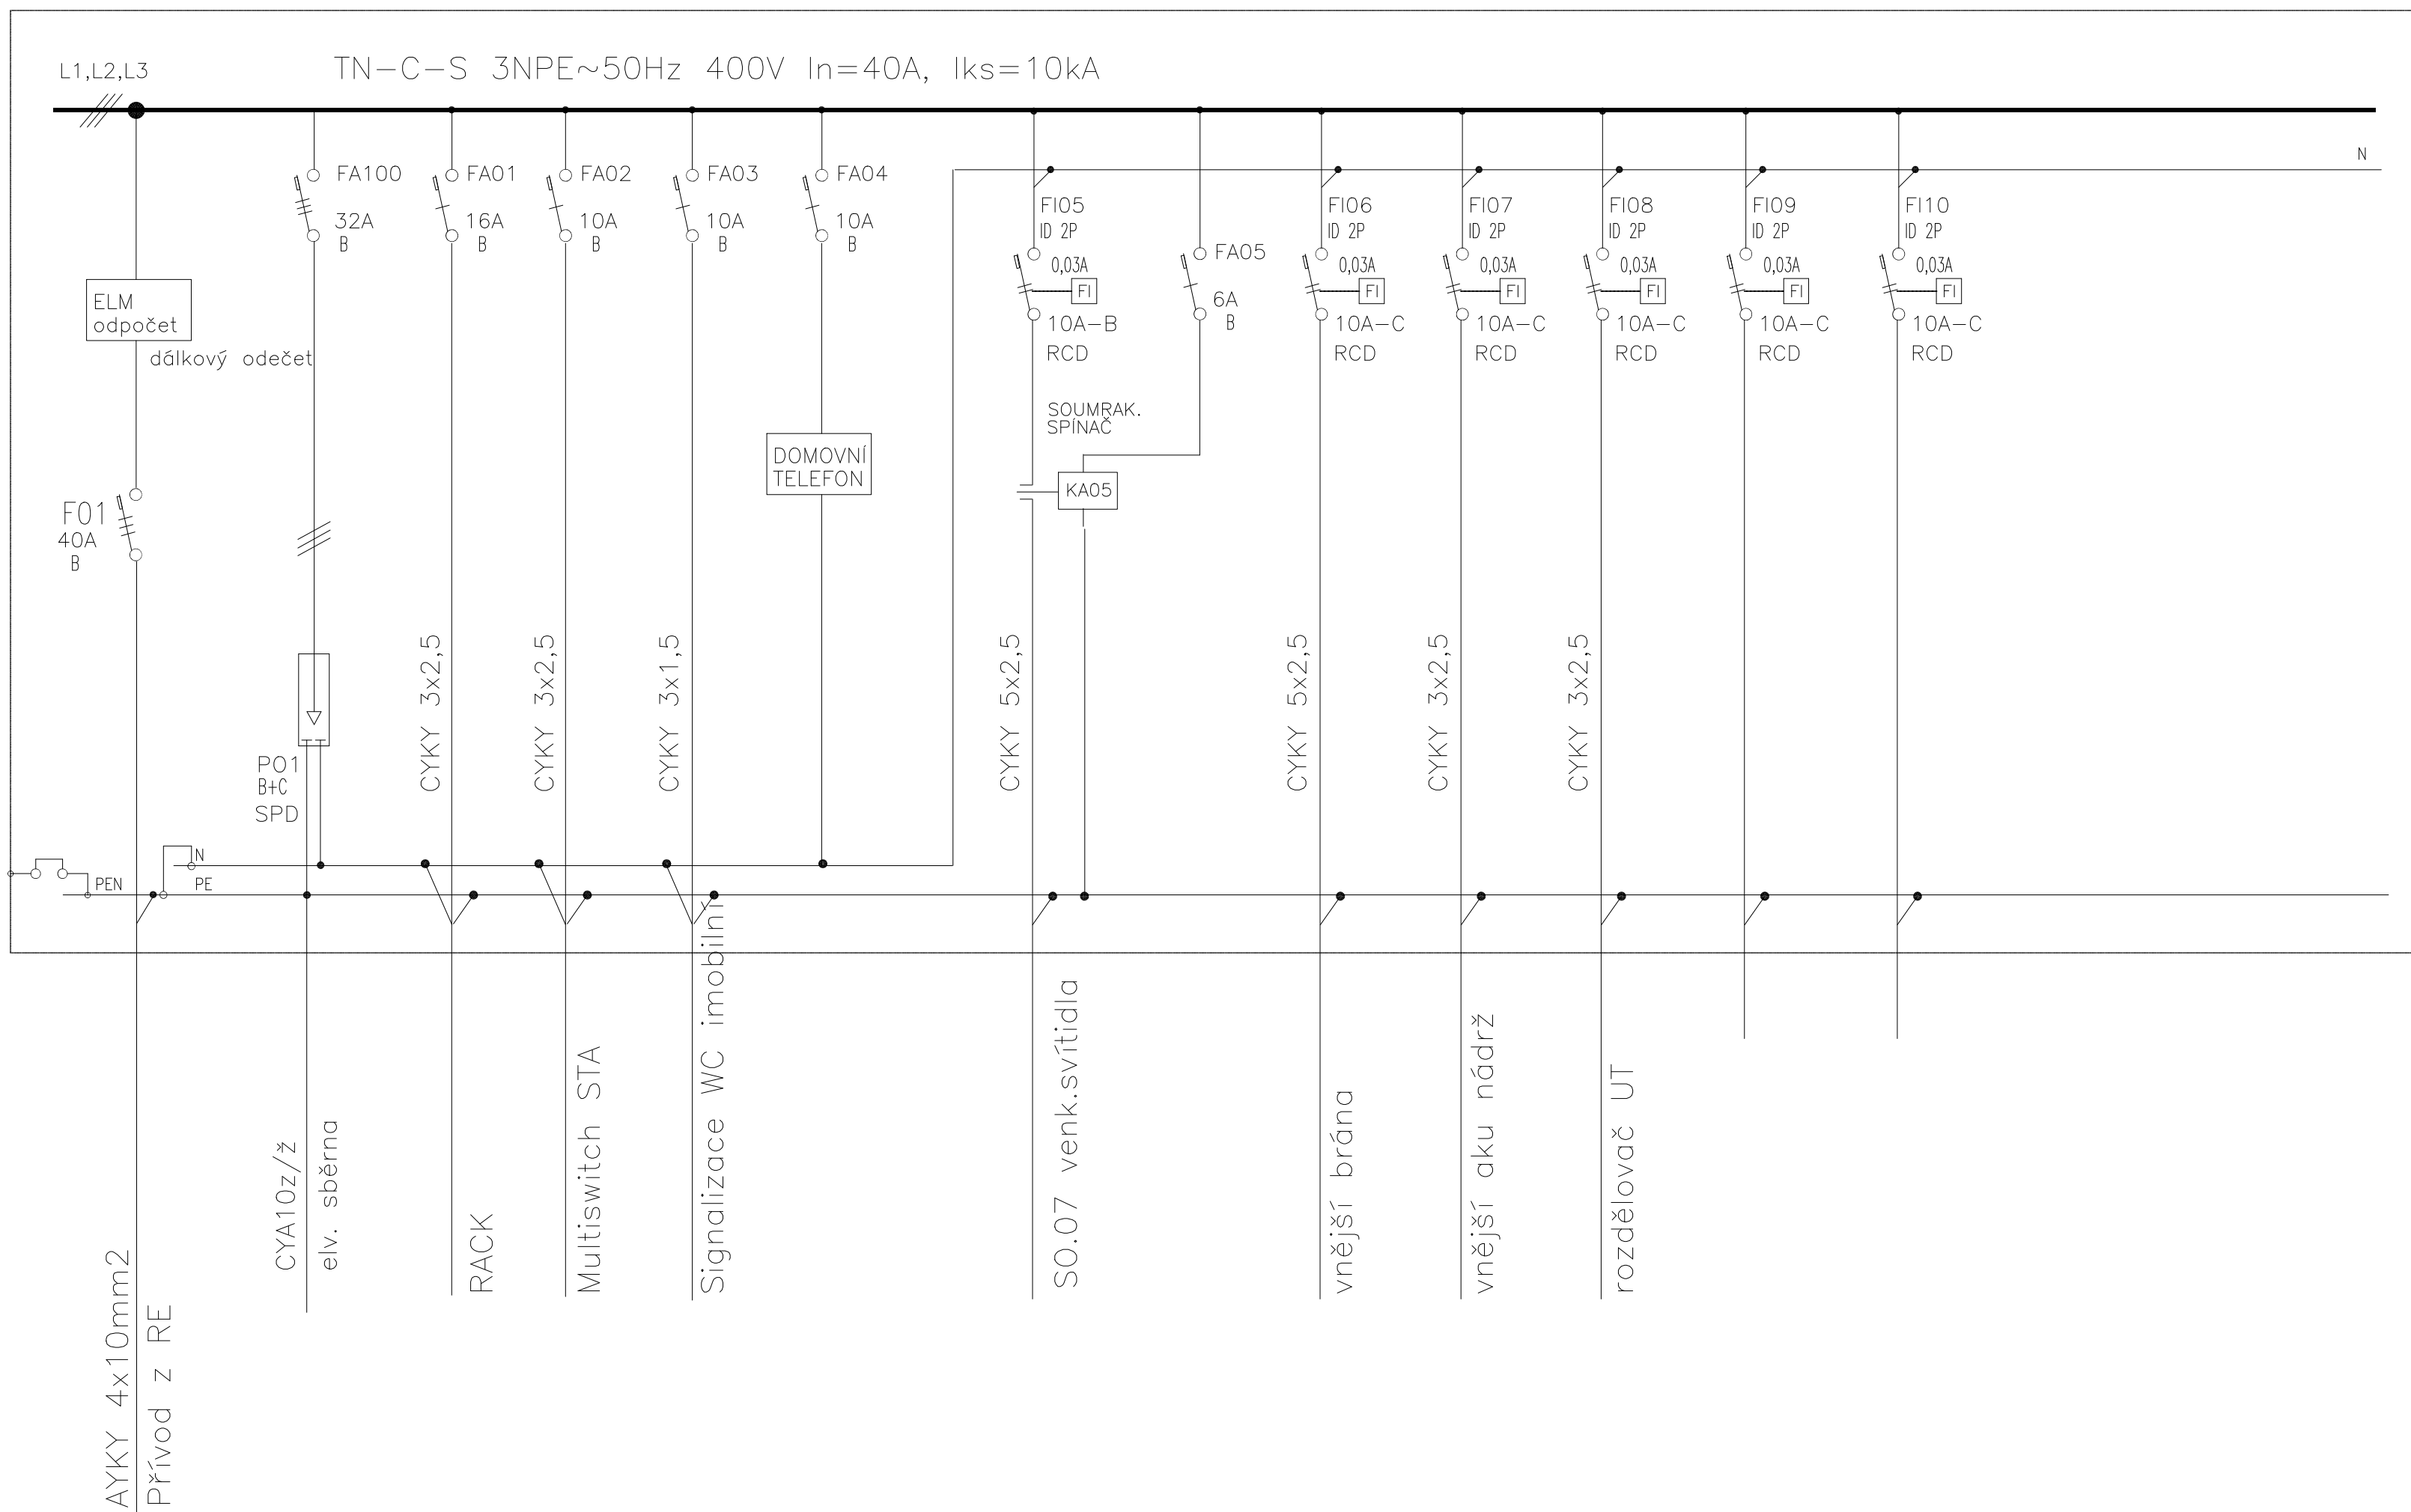 L1,L2,L3
TN-C-S 3NPE~50Hz 400V In=40A, Iks=10kA
N
FA100
32A
B
FA01
16A
B
FA02
10A
B
FA03
10A
B
FA04
10A
B
FI05
ID 2P
0,03A
FI
10A-B
RCD
FA05
6A
B
FI06
ID 2P
0,03A
FI
10A-C
RCD
FI07
ID 2P
0,03A
FI
10A-C
RCD
FI08
ID 2P
0,03A
FI
10A-C
RCD
FI09
ID 2P
0,03A
FI
10A-C
RCD
FI10
ID 2P
0,03A
FI
10A-C
RCD
ELM
odpočet
dálkový odečet
SOUMRAK.
SPÍNAČ
DOMOVNÍ
TELEFON
KA05
F01
40A
B
P01
B+C
SPD
CYKY 3x2,5
CYKY 3x2,5
CYKY 3x1,5
CYKY 5x2,5
CYKY 5x2,5
CYKY 3x2,5
CYKY 3x2,5
N
PEN
PE
AYKY 4x10mm2
Přívod z RE
CYA10z/ž
elv. sběrna
RACK
Multiswitch STA
Signalizace WC imobilní
SO.07 venk.svítidla
vnější brána
vnější aku nádrž
rozdělovač UT